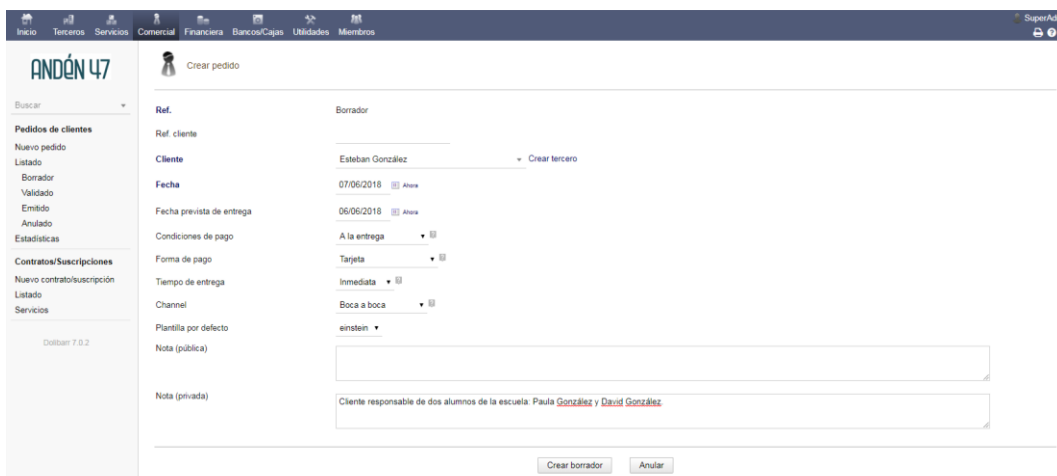 Inicio Terceros Servicios Comercial Financiera Bancos/Cajas Utilidades Miembros SuperAd
ANDÉN 47
Crear pedido
Buscar
Pedidos de clientes
Nuevo pedido
Listado
Borrador
Validado
Emitido
Anulado
Estadísticas
Contratos/Suscripciones
Nuevo contrato/suscripción
Listado
Servicios
Dolibarr 7.0.2
Ref. Borrador
Ref. cliente
Cliente Esteban González Crear tercero
Fecha 07/06/2018 Ahora
Fecha prevista de entrega 06/06/2018 Ahora
Condiciones de pago A la entrega
Forma de pago Tarjeta
Tiempo de entrega Inmediata
Channel Boca a boca
Plantilla por defecto einstein
Nota (pública)
Nota (privada) Cliente responsable de dos alumnos de la escuela: Paula González y David González.
Crear borrador Anular